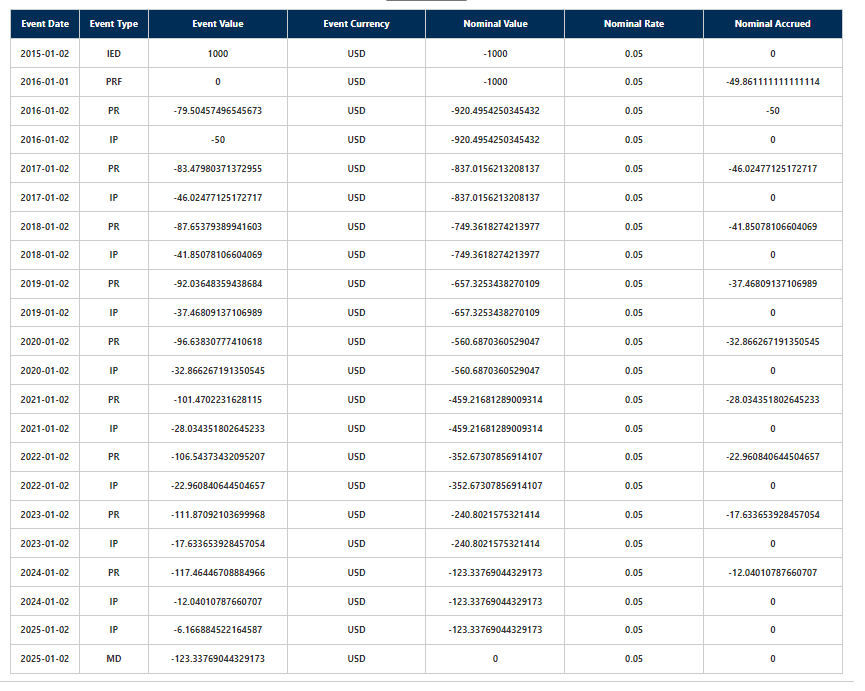 Event Date Event Type Event Value Event Currency Nominal Value Nominal Rate Nominal Accrued
2015-01-02 IED 1000 USD -1000 0.05 0
2016-01-01 PRF 0 USD -1000 0.05 -49.861111111111114
2016-01-02 PR -79.50457496545673 USD -920.4954250345432 0.05 -50
2016-01-02 IP -50 USD -920.4954250345432 0.05 0
2017-01-02 PR -83.47980371372955 USD -837.0156213208137 0.05 -46.02477125172717
2017-01-02 IP -46.02477125172717 USD -837.0156213208137 0.05 0
2018-01-02 PR -87.65379389941603 USD -749.3618274213977 0.05 -41.85078106604069
2018-01-02 IP -41.85078106604069 USD -749.3618274213977 0.05 0
2019-01-02 PR -92.03648359438684 USD -657.3253438270109 0.05 -37.46809137106989
2019-01-02 IP -37.46809137106989 USD -657.3253438270109 0.05 0
2020-01-02 PR -96.63830777410618 USD -560.6870360529047 0.05 -32.866267191350545
2020-01-02 IP -32.866267191350545 USD -560.6870360529047 0.05 0
2021-01-02 PR -101.4702231628115 USD -459.21681289009314 0.05 -28.034351802645233
2021-01-02 IP -28.034351802645233 USD -459.21681289009314 0.05 0
2022-01-02 PR -106.54373432095207 USD -352.67307856914107 0.05 -22.960840644504657
2022-01-02 IP -22.960840644504657 USD -352.67307856914107 0.05 0
2023-01-02 PR -111.87092103699968 USD -240.8021575321414 0.05 -17.633653928457054
2023-01-02 IP -17.633653928457054 USD -240.8021575321414 0.05 0
2024-01-02 PR -117.46446708884966 USD -123.33769044329173 0.05 -12.04010787660707
2024-01-02 IP -12.04010787660707 USD -123.33769044329173 0.05 0
2025-01-02 IP -6.166884522164587 USD -123.33769044329173 0.05 0
2025-01-02 MD -123.33769044329173 USD 0 0.05 0